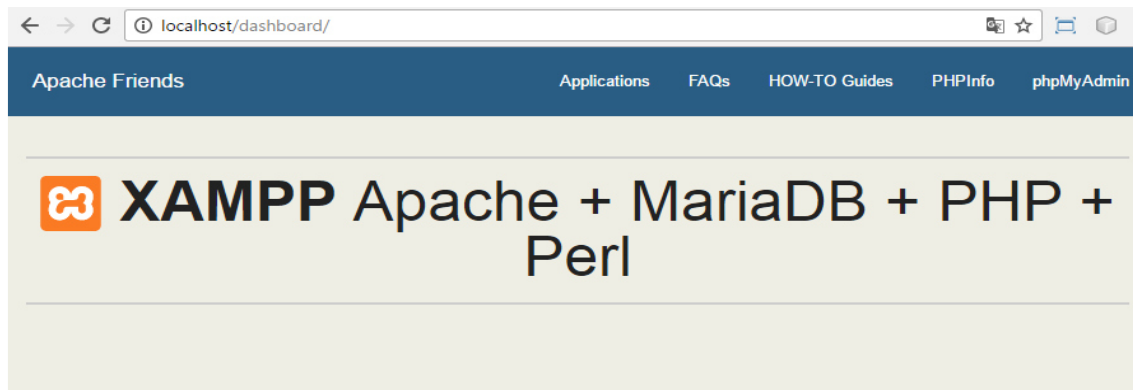 localhost/dashboard/
Apache Friends Applications FAQs HOW-TO Guides PHPInfo phpMyAdmin
XAMPP Apache + MariaDB + PHP +
Perl